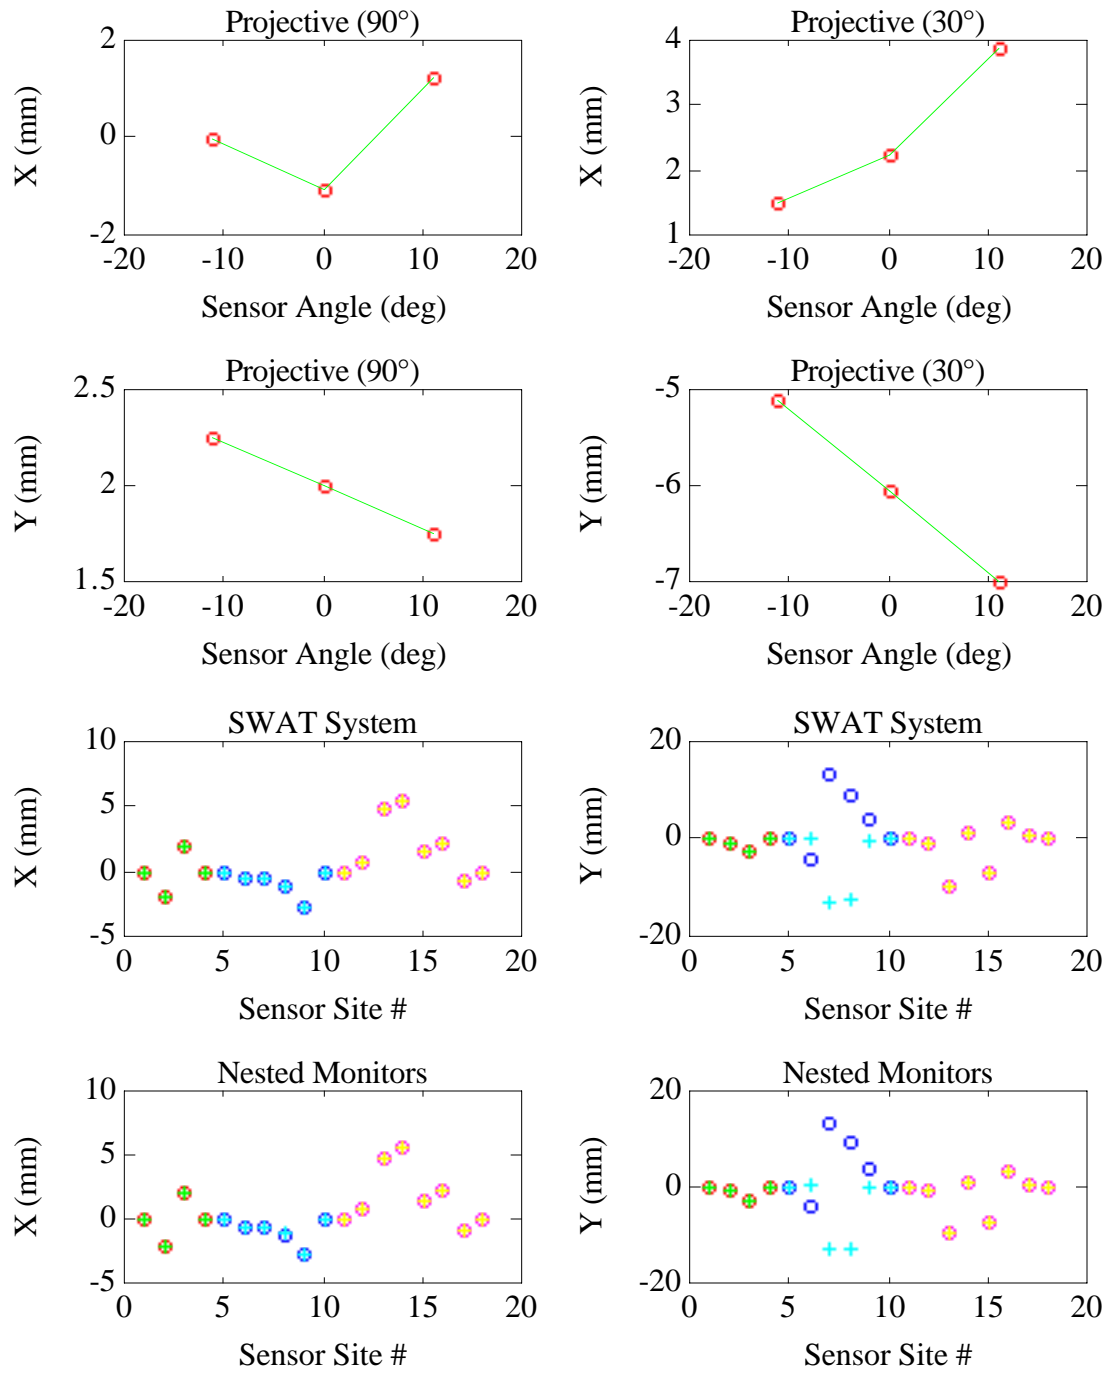 Projective (90°)
2
0
-2
X (mm)
-20 -10 0 10 20
Sensor Angle (deg)
Projective (30°)
4
3
2
1
X (mm)
-20 -10 0 10 20
Sensor Angle (deg)
Projective (90°)
2.5
2
1.5
Y (mm)
-20 -10 0 10 20
Sensor Angle (deg)
Projective (30°)
-5
-6
-7
Y (mm)
-20 -10 0 10 20
Sensor Angle (deg)
SWAT System
10
5
0
-5
X (mm)
0 5 10 15 20
Sensor Site #
SWAT System
20
0
-20
Y (mm)
0 5 10 15 20
Sensor Site #
Nested Monitors
10
5
0
-5
X (mm)
0 5 10 15 20
Sensor Site #
Nested Monitors
20
0
-20
Y (mm)
0 5 10 15 20
Sensor Site #